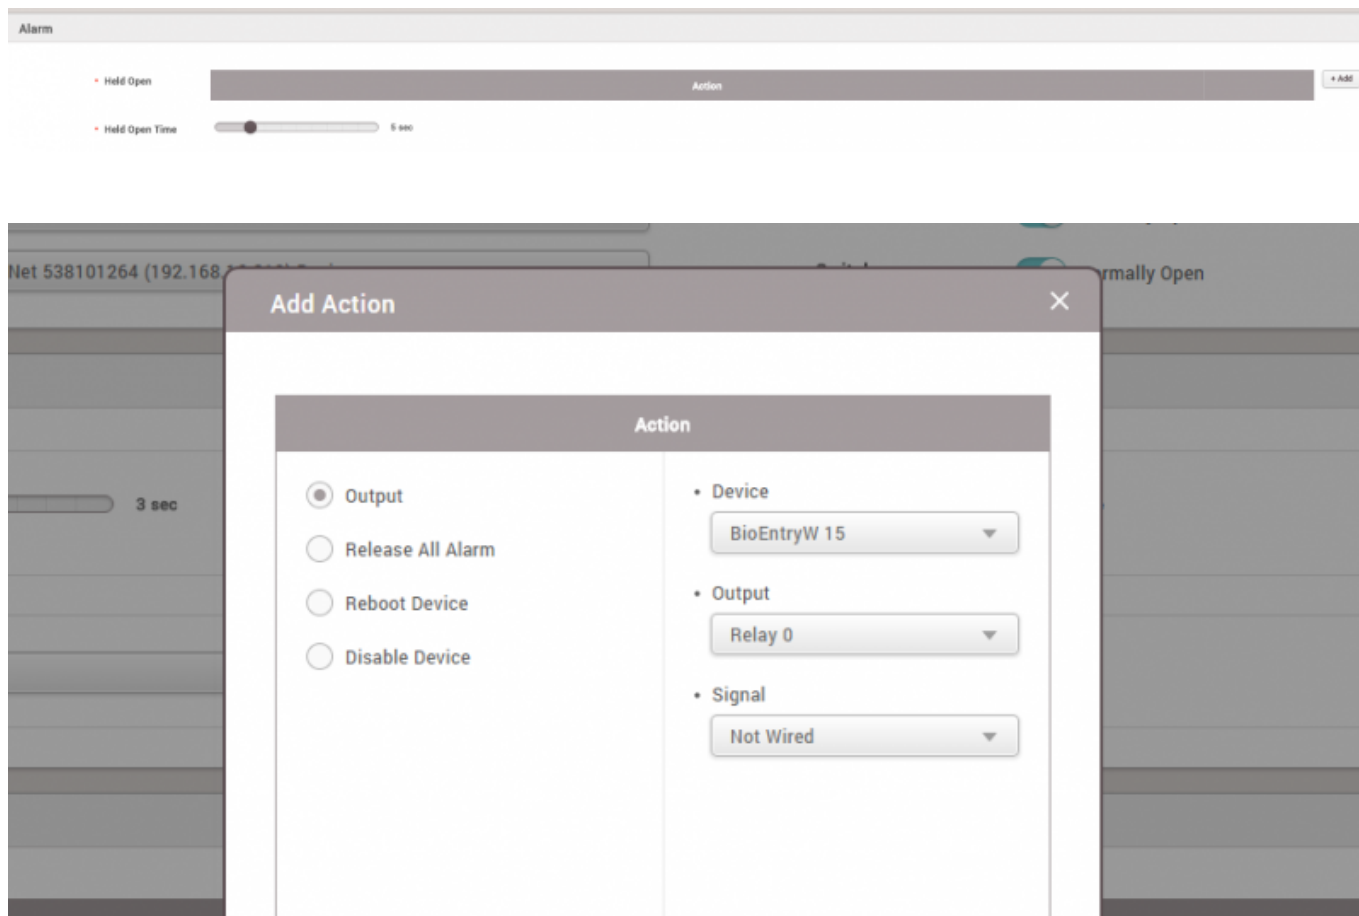 Alarm
• Held Open
Action
+ Add
• Held Open Time
5 sec
Net 538101264 (192.168.
ormally Open
Add Action
Action
3 sec
Output
Release All Alarm
Reboot Device
Disable Device
• Device
BioEntryW 15
• Output
Relay 0
• Signal
Not Wired